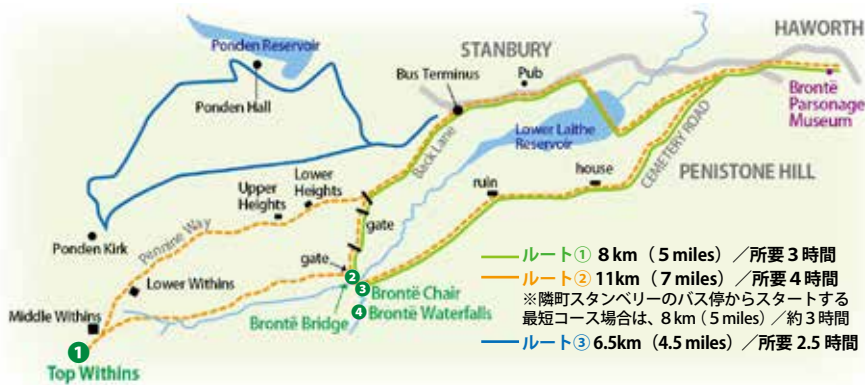 HAWORTH
STANBURY
Ponden Reservoir
Bus Terminus
Pub
Ponden Hall
Brontë
Parsonage
Museum
Lower Laithe
Reservoir
Back Lane
CEMETERY ROAD
PENISTONE HILL
house
ruin
Lower
Heights
Upper
Heights
Pennine Way
gate
Ponden Kirk
gate
Lower Withins
Middle Withins
1
Top Withins
2
3 Brontë Chair
Brontë Bridge
4 Brontë Waterfalls
ルート① 8km（5 miles）／所要3時間
ルート② 11km（7 miles）／所要4時間
※隣町スタンベリーのバス停からスタートする
最短コース場合は、8km（5 miles）／約3時間
ルート③ 6.5km（4.5 miles）／所要 2.5 時間